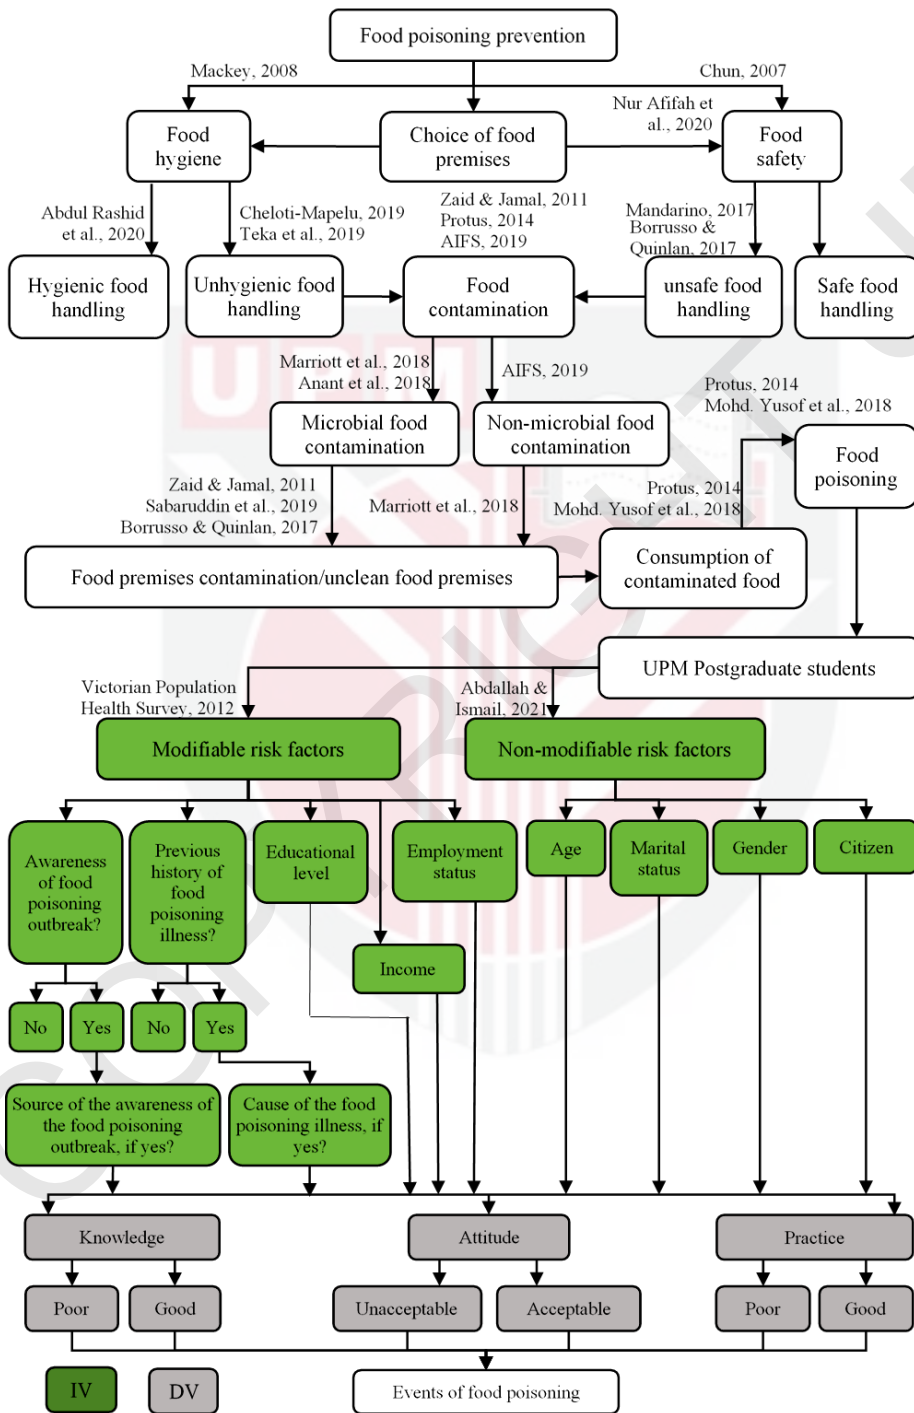 Food poisoning prevention
Mackey, 2008
Chun, 2007
Nur Afifah et
al., 2020
Food
hygiene
Choice of food
premises
Food
safety
Abdul Rashid
et al., 2020
Cheloti-Mapelu, 2019
Teka et al., 2019
Zaid & Jamal, 2011
Protus, 2014
AIFS, 2019
Mandarino, 2017
Borrusso &
Quinlan, 2017
Hygienic food
handling
Unhygienic food
handling
Food
contamination
unsafe food
handling
Safe food
handling
UPM
Marriott et al., 2018
Anant et al., 2018
AIFS, 2019
Protus, 2014
Mohd. Yusof et al., 2018
Microbial food
contamination
Non-microbial food
contamination
Food
poisoning
Zaid & Jamal, 2011
Sabaruddin et al., 2019
Borrusso & Quinlan, 2017
Marriott et al., 2018
Protus, 2014
Mohd. Yusof et al., 2018
Food premises contamination/unclean food premises
Consumption of
contaminated food
UPM Postgraduate students
Victorian Population
Health Survey, 2012
Abdallah &
Ismail, 2021
Modifiable risk factors
Non-modifiable risk factors
Awareness
of food
poisoning
outbreak?
Previous
history of
food
poisoning
illness?
Educational
level
Employment
status
Age
Marital
status
Gender
Citizen
Income
No
Yes
No
Yes
Source of the awareness of
the food poisoning
outbreak, if yes?
Cause of the food
poisoning illness, if
yes?
Knowledge
Attitude
Practice
Poor
Good
Unacceptable
Acceptable
Poor
Good
IV
DV
Events of food poisoning
COPYRIGHT U